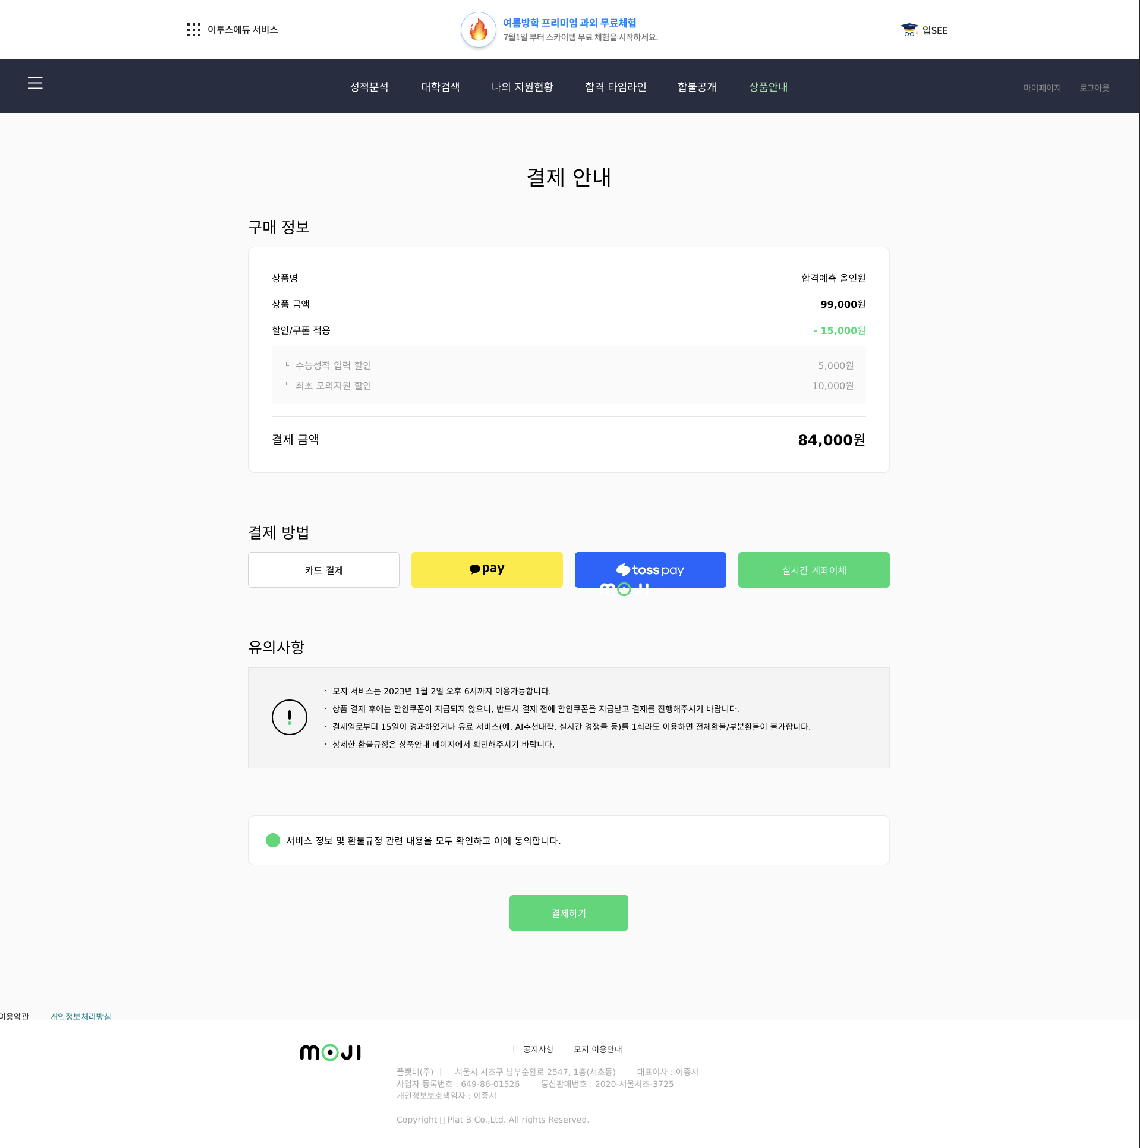 이투스에듀 서비스
여름방학 프리미엄 과외 무료체험
7월1일 부터 스카이맵 무료 체험을 시작하세요.
입SEE
성적분석 대학검색 나의 지원현황 합격 타임라인 합불공개 상품안내
마이페이지 로그아웃
결제 안내
구매 정보
상품명 합격예측 올인원
상품 금액 99,000원
할인/쿠폰 적용 - 15,000원
└ 수능성적 입력 할인 5,000원
└ 최초 모의지원 할인 10,000원
결제 금액 84,000원
결제 방법
카드 결제 pay toss pay 실시간 계좌이체
moji
유의사항
· 모지 서비스는 2023년 1월 2일 오후 6시까지 이용가능합니다.
· 상품 결제 후에는 할인쿠폰이 지급되지 않으니, 반드시 결제 전에 할인쿠폰을 지급받고 결제를 진행해주시기 바랍니다.
· 결제일로부터 15일이 경과하였거나 유료 서비스(예, AI추천대학, 실시간 경쟁률 등)를 1회라도 이용하면 전체환불/부분환불이 불가합니다.
· 상세한 환불규정은 상품안내 페이지에서 확인해주시기 바랍니다.
서비스 정보 및 환불규정 관련 내용을 모두 확인하고 이에 동의합니다.
결제하기
이용약관 개인정보처리방침
moji
공지사항 모지 이용안내
플랫비(주) | 서울시 서초구 남부순환로 2547, 1층(서초동) 대표이사 : 이종서
사업자 등록번호 : 649-86-01526 통신판매번호 : 2020-서울서초-3725
개인정보보호책임자 : 이종서
Copyright Plat B Co.,Ltd. All rights Reserved.